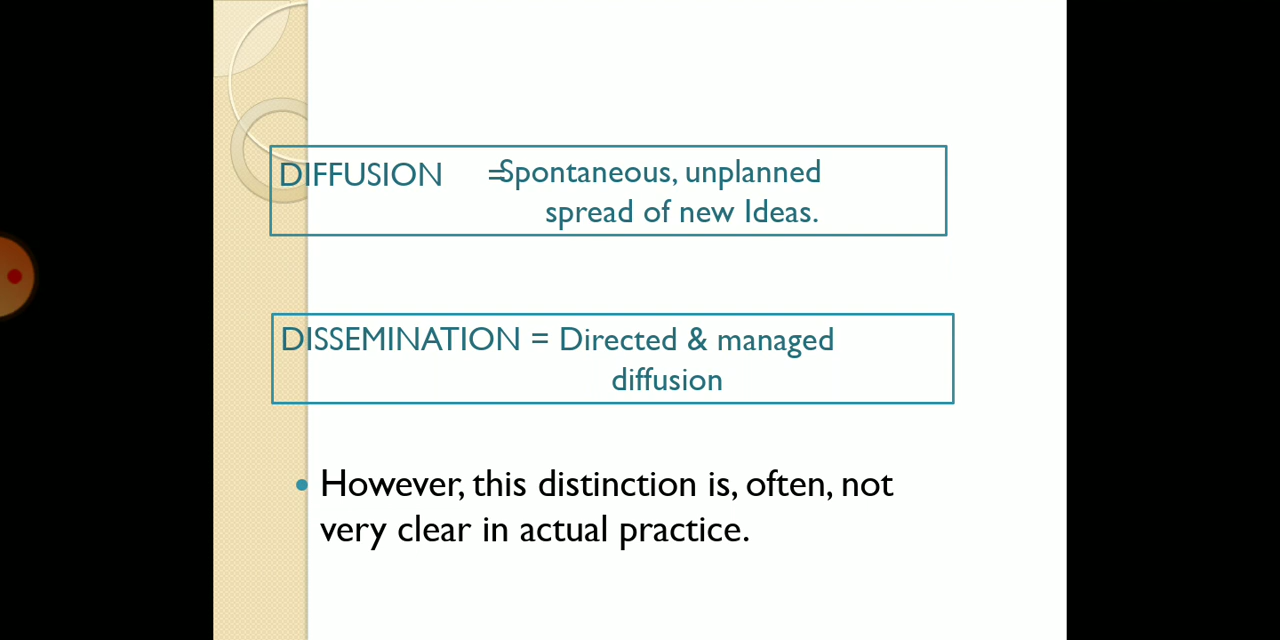 DIFFUSION =Spontaneous, unplanned
spread of new Ideas.
DISSEMINATION = Directed & managed
diffusion
• However, this distinction is, often, not
very clear in actual practice.